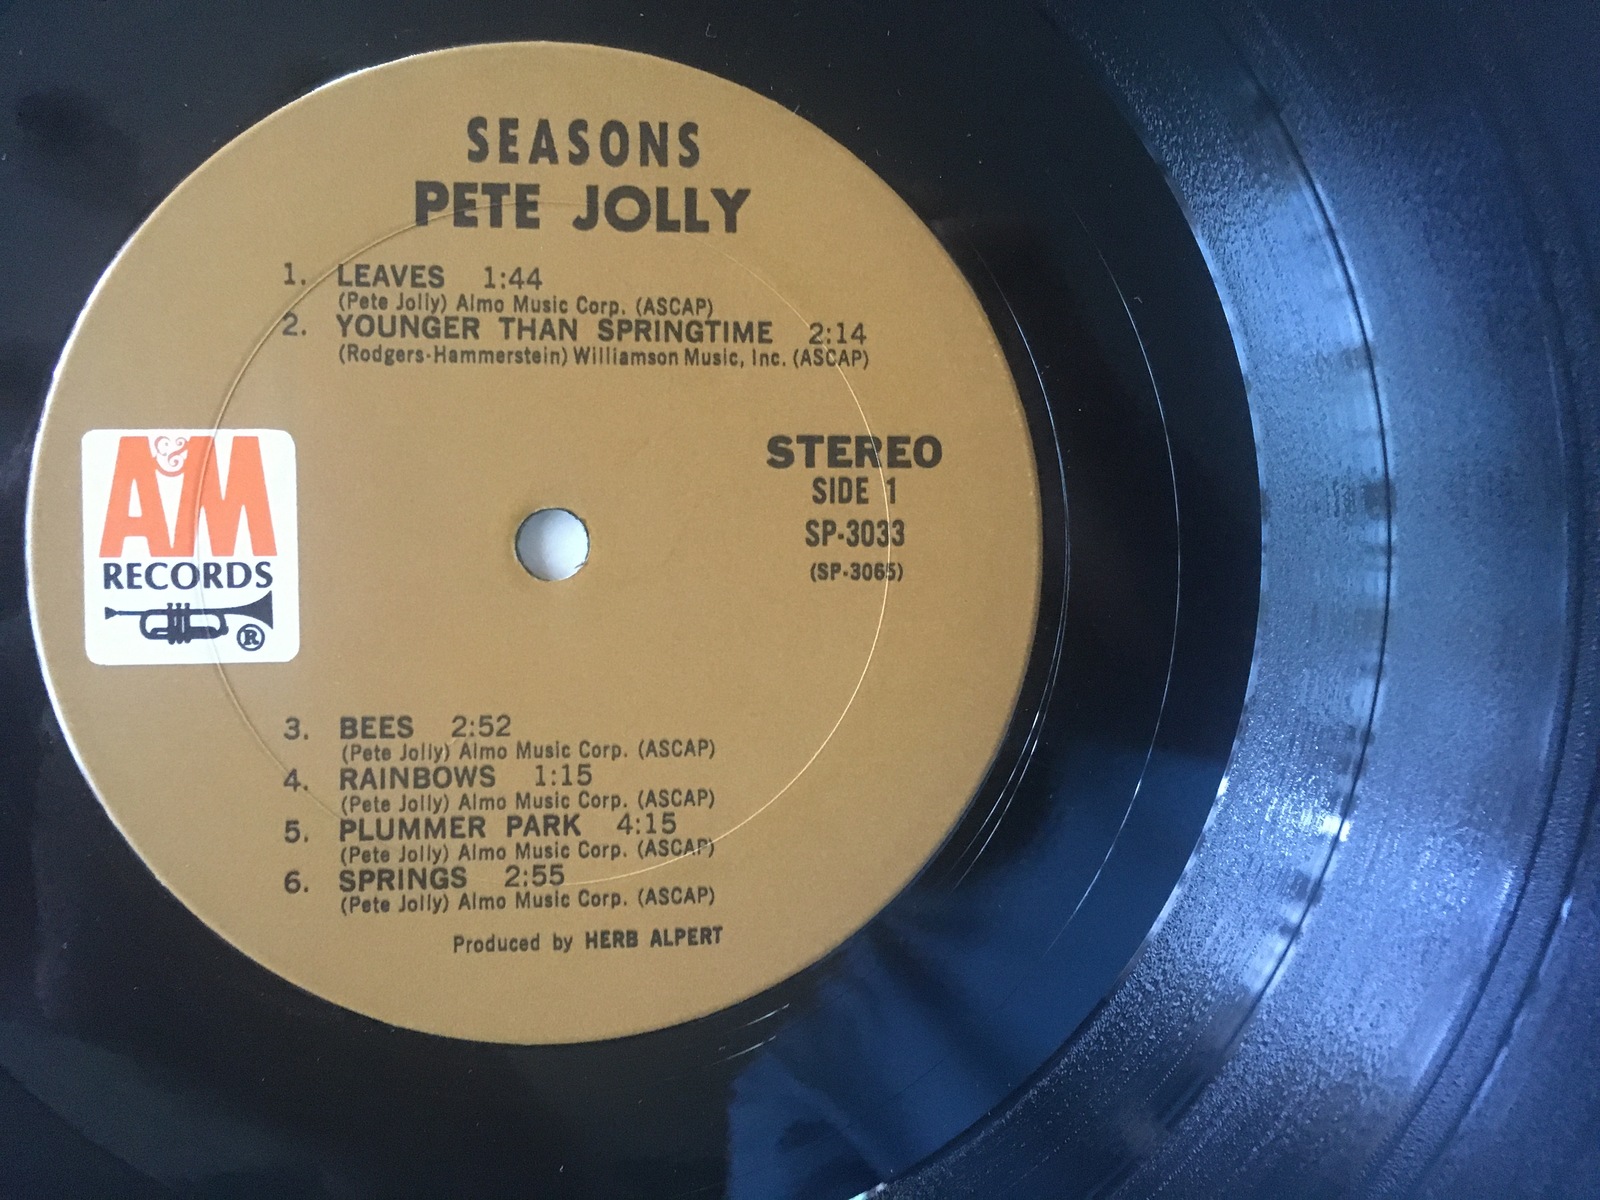 SEASONS
PETE JOLLY
1. LEAVES 1:44
(Pete Jolly) Almo Music Corp. (ASCAP)
2. YOUNGER THAN SPRINGTIME 2:14
(Rodgers-Hammerstein) Williamson Music, Inc. (ASCAP)
A&M
RECORDS
®
STEREO
SIDE 1
SP-3033
(SP-3065)
3. BEES 2:52
(Pete Jolly) Almo Music Corp. (ASCAP)
4. RAINBOWS 1:15
(Pete Jolly) Almo Music Corp. (ASCAP)
5. PLUMMER PARK 4:15
(Pete Jolly) Almo Music Corp. (ASCAP)
6. SPRINGS 2:55
(Pete Jolly) Almo Music Corp. (ASCAP)
Produced by HERB ALPERT